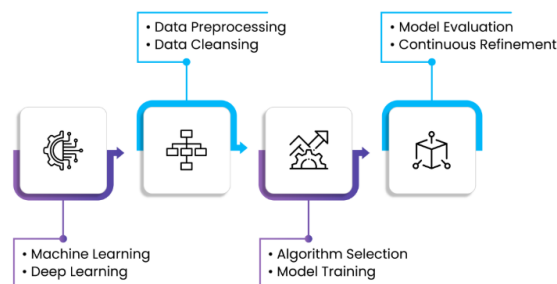 • Data Preprocessing
• Data Cleansing
• Model Evaluation
• Continuous Refinement
• Machine Learning
• Deep Learning
• Algorithm Selection
• Model Training